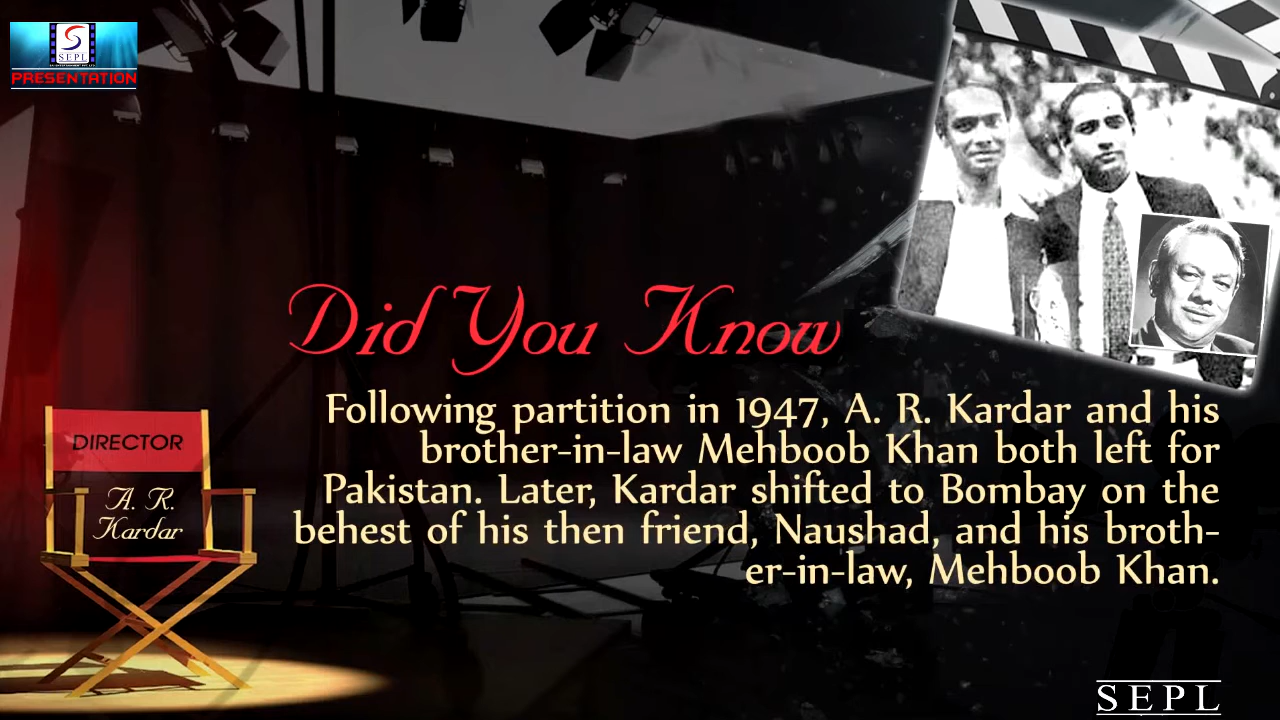 SEPL
PRESENTATION
Did You Know
Following partition in 1947, A. R. Kardar and his
brother-in-law Mehboob Khan both left for
Pakistan. Later, Kardar shifted to Bombay on the
behest of his then friend, Naushad, and his broth-
er-in-law, Mehboob Khan.
DIRECTOR
A. R.
Kardar
SEPL